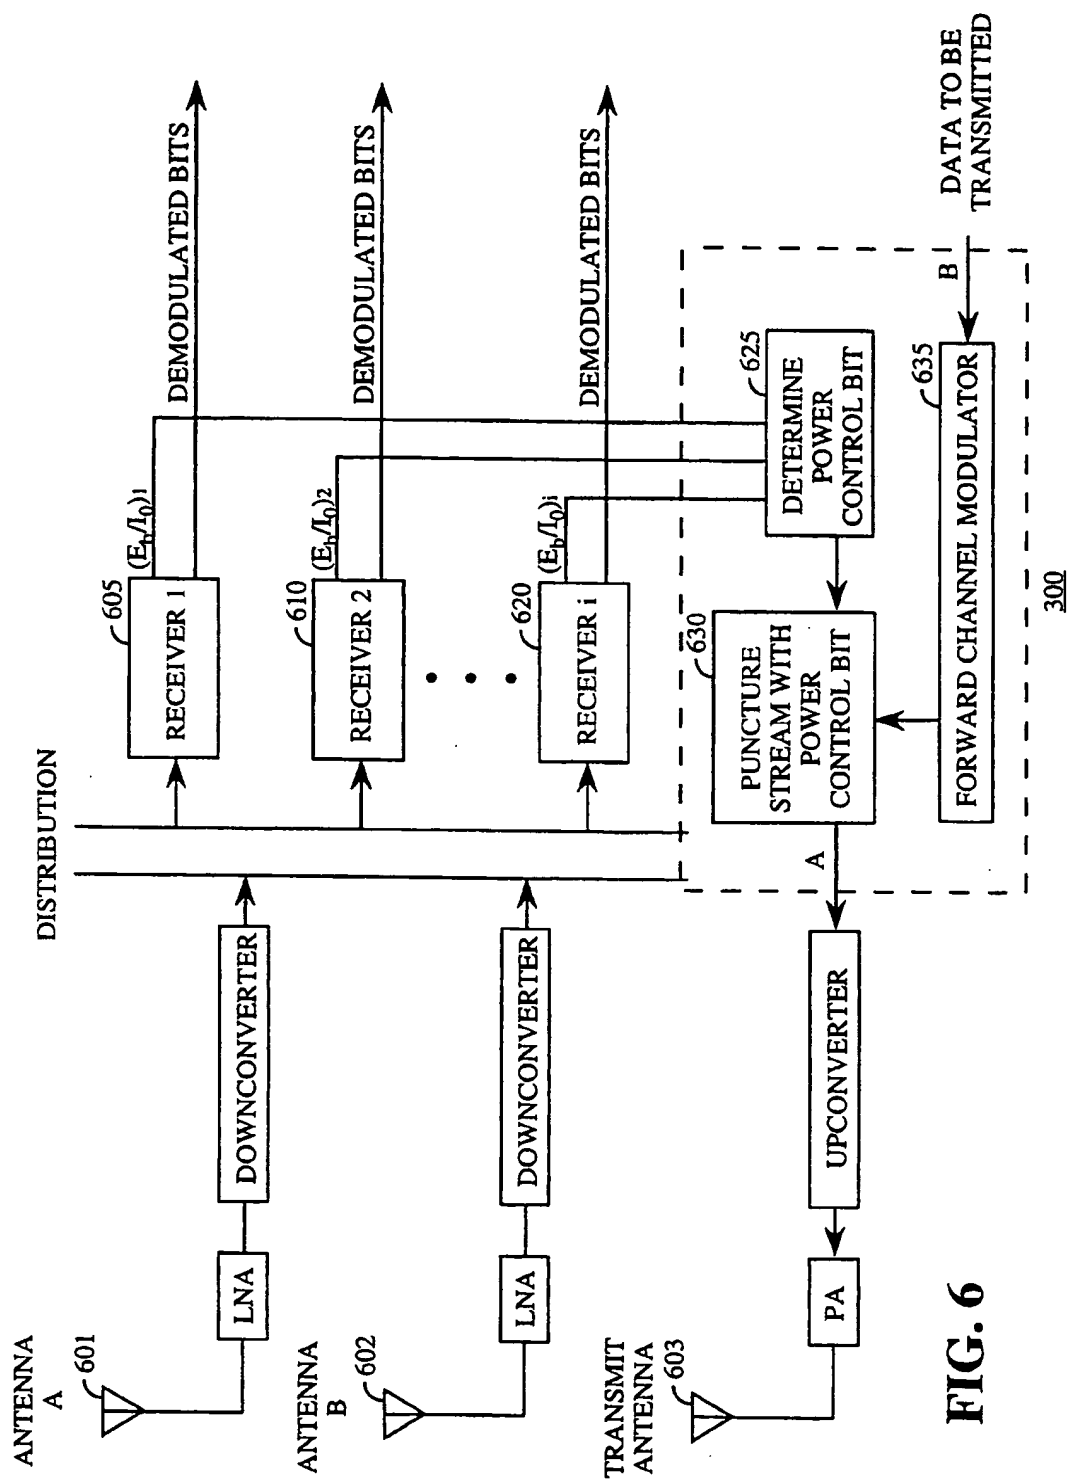 ANTENNA
A
601
LNA
DOWNCONVERTER
DISTRIBUTION
605
RECEIVER 1
(Eb/I0)1
DEMODULATED BITS
ANTENNA
B
602
LNA
DOWNCONVERTER
610
RECEIVER 2
(Eb/I0)2
DEMODULATED BITS
620
RECEIVER i
(Eb/I0)i
DEMODULATED BITS
TRANSMIT
ANTENNA
603
PA
UPCONVERTER
A
630
PUNCTURE
STREAM WITH
POWER
CONTROL BIT
625
DETERMINE
POWER
CONTROL BIT
635
FORWARD CHANNEL MODULATOR
B
DATA TO BE
TRANSMITTED
300
FIG. 6